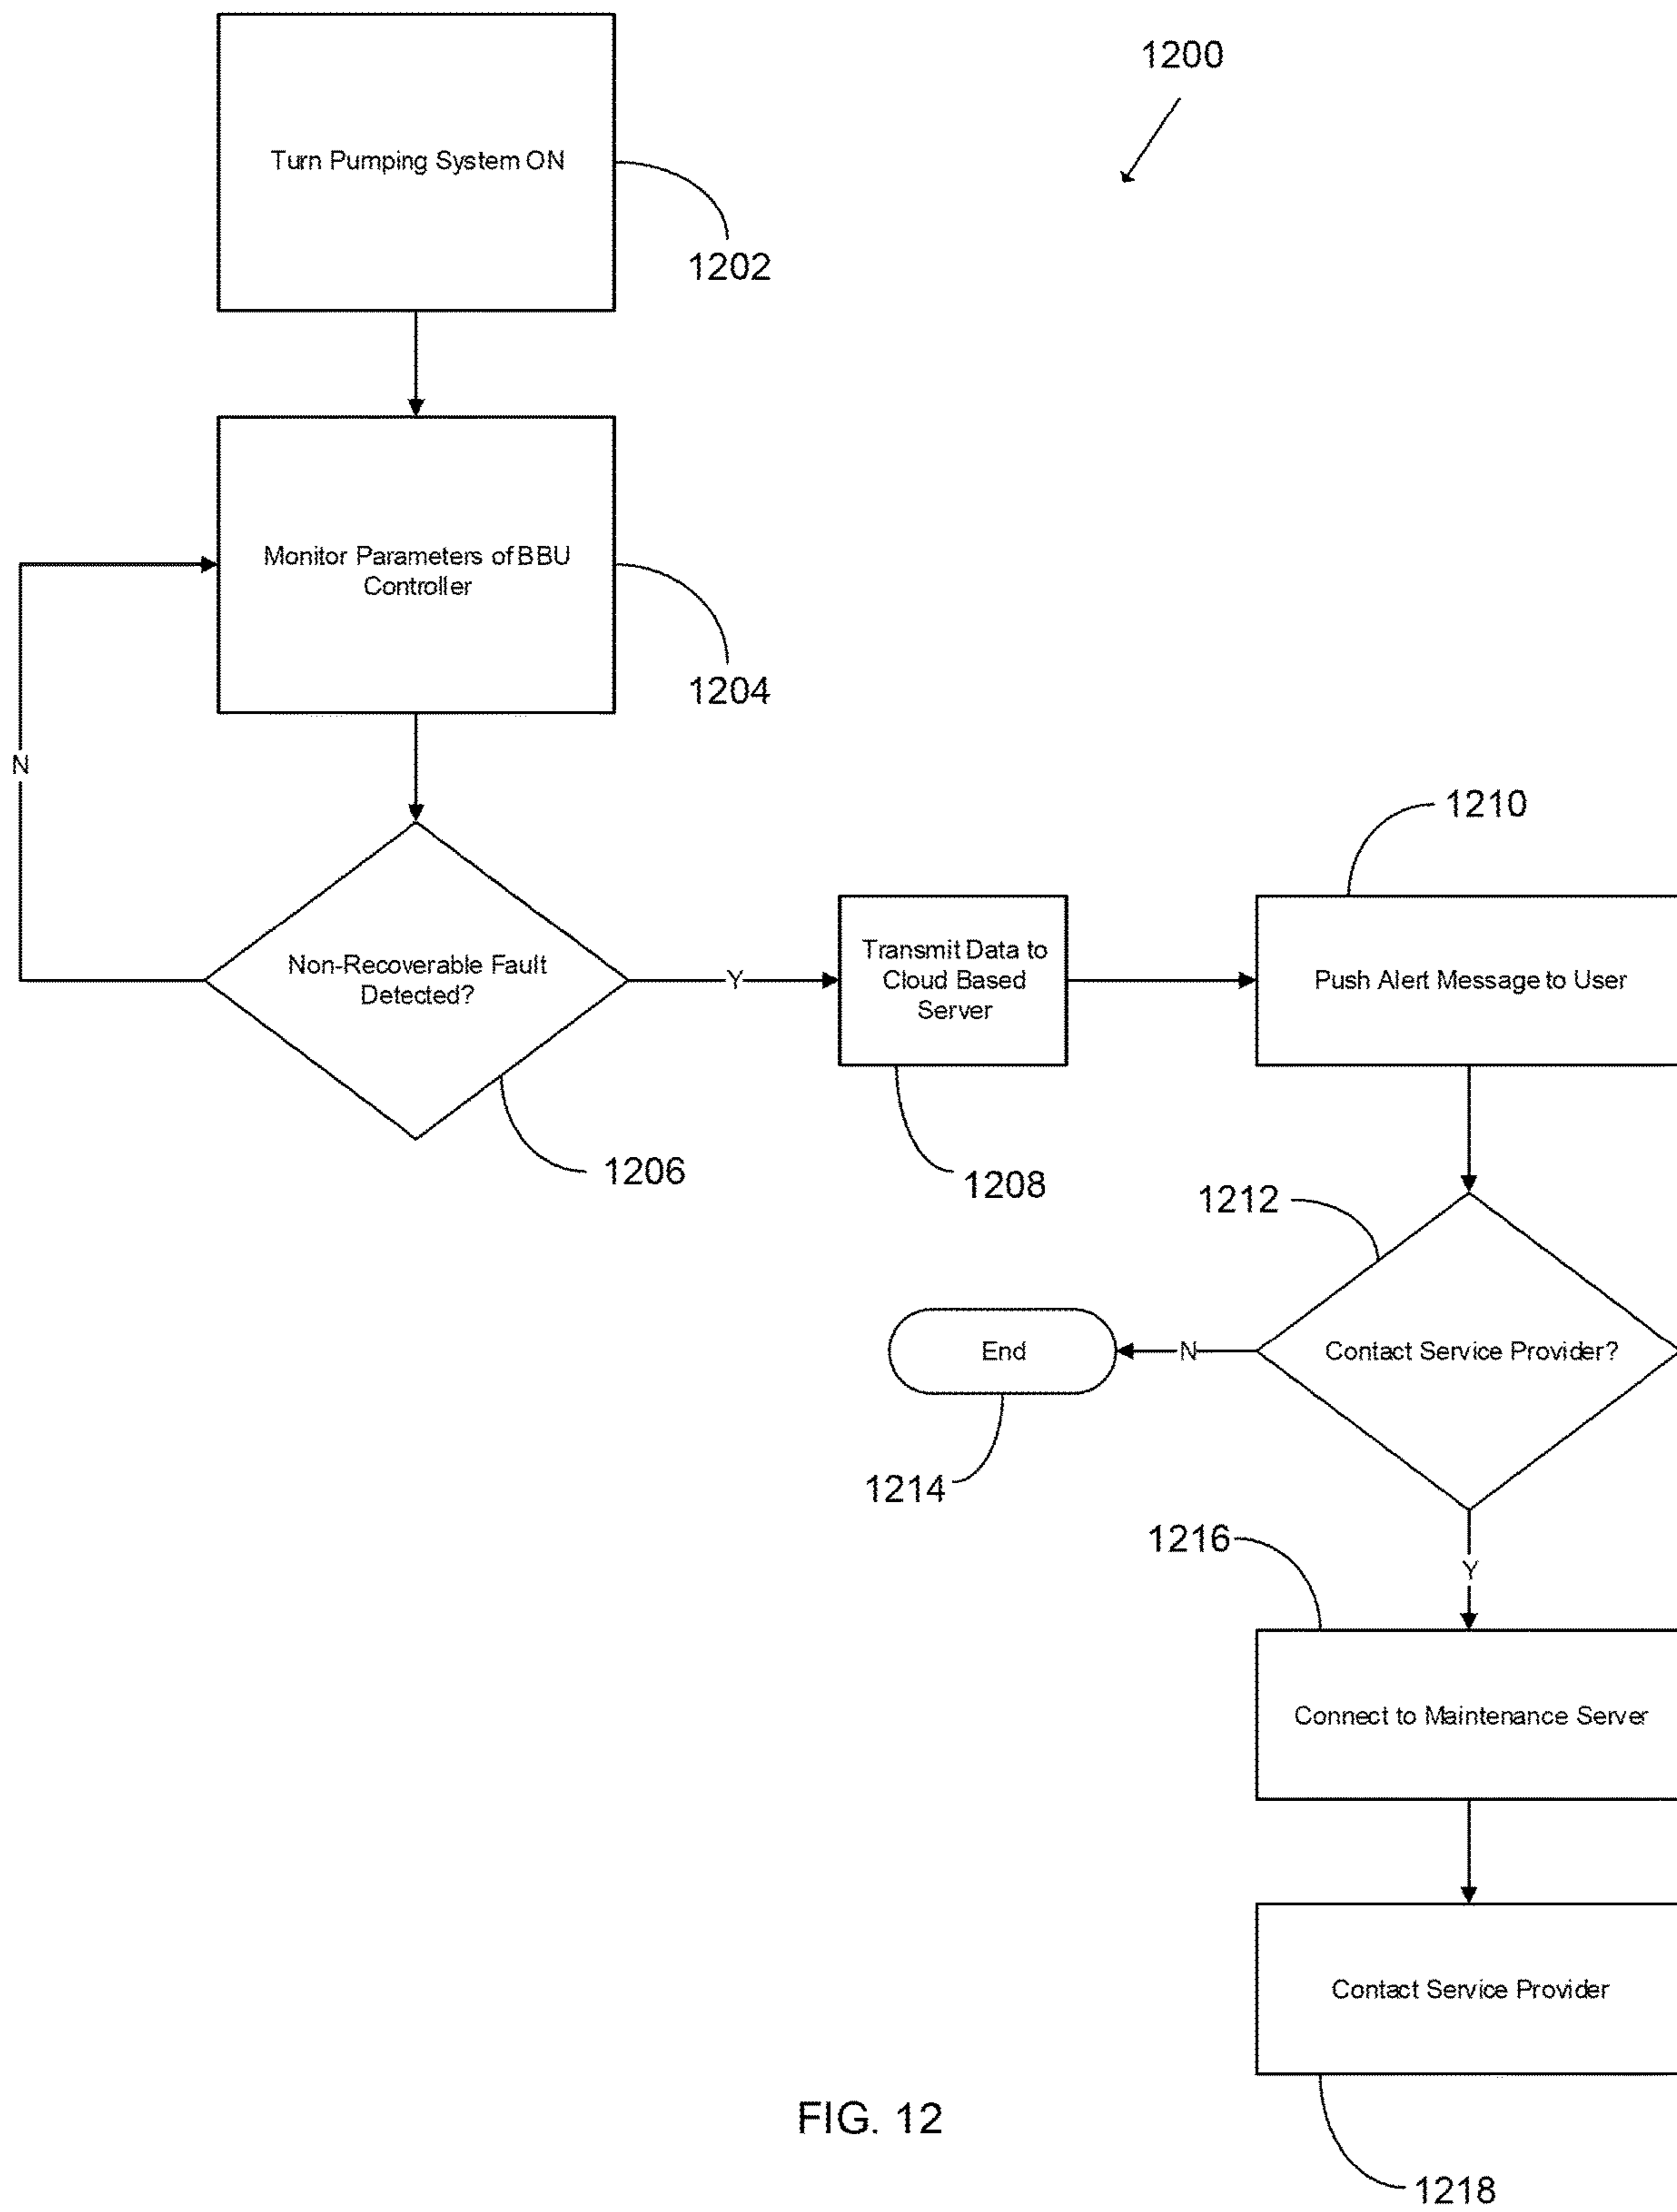 1200
Turn Pumping System ON
1202
Monitor Parameters of BBU
Controller
1204
N
1210
Non-Recoverable Fault
Detected?
Y
Transmit Data to
Cloud Based
Server
Push Alert Message to User
1206
1208
1212
End
N
Contact Service Provider?
1214
1216
Y
Connect to Maintenance Server
Contact Service Provider
FIG. 12
1218